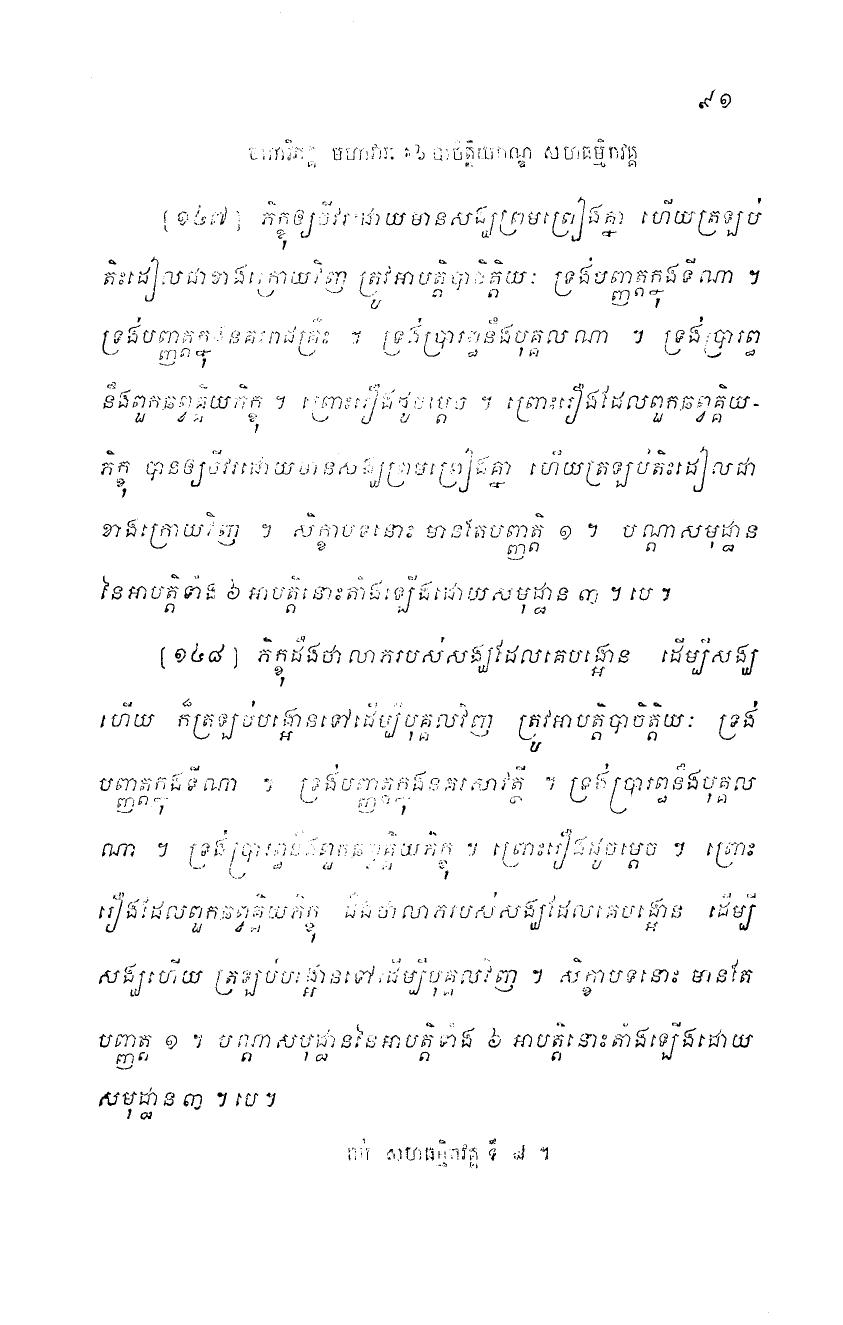 ៩១
មហាវិភង្គ មហាវារៈ ៥ បាចិត្តិយកណ្ឌ សហធម្មិកវគ្គ
[១៤៧] ភិក្ខុឲ្យចីវរដោយមានសង្ឃព្រមព្រៀងគ្នា ហើយត្រឡប់
តិះដៀលជាខាងក្រោយវិញ ត្រូវអាបត្តិបាចិត្តិយៈ ទ្រង់បញ្ញត្តក្នុងទីណា ។
ទ្រង់បញ្ញត្តក្នុងនគររាជគ្រឹះ ។ ទ្រង់ប្រារព្ធនឹងបុគ្គលណា ។ ទ្រង់ប្រារព្ធ
នឹងពួកឆព្វគ្គិយភិក្ខុ ។ ព្រោះរឿងដូចម្តេច ។ ព្រោះរឿងដែលពួកឆព្វគ្គិយ-
ភិក្ខុ បានឲ្យចីវរដោយមានសង្ឃព្រមព្រៀងគ្នា ហើយត្រឡប់តិះដៀលជា
ខាងក្រោយវិញ ។ សិក្ខាបទនោះ មានតែបញ្ញត្តិ ១ ។ បណ្តាសមុដ្ឋាន
នៃអាបត្តិទាំង ៦ អាបត្តិនោះតាំងឡើងដោយសមុដ្ឋាន ៣ ។ បេ ។
[១៤៨] ភិក្ខុដឹងថាលាភរបស់សង្ឃដែលគេបង្អោន ដើម្បីសង្ឃ
ហើយ ក៏ត្រឡប់បង្អោនទៅដើម្បីបុគ្គលវិញ ត្រូវអាបត្តិបាចិត្តិយៈ ទ្រង់
បញ្ញត្តក្នុងទីណា ។ ទ្រង់បញ្ញត្តក្នុងនគរសាវត្ថី ។ ទ្រង់ប្រារព្ធនឹងបុគ្គល
ណា ។ ទ្រង់ប្រារព្ធនឹងពួកឆព្វគ្គិយភិក្ខុ ។ ព្រោះរឿងដូចម្តេច ។ ព្រោះ
រឿងដែលពួកឆព្វគ្គិយភិក្ខុ ដឹងថាលាភរបស់សង្ឃដែលគេបង្អោន ដើម្បី
សង្ឃហើយ ត្រឡប់បង្អោនទៅដើម្បីបុគ្គលវិញ ។ សិក្ខាបទនោះ មានតែ
បញ្ញត្ត ១ ។ បណ្តាសមុដ្ឋាននៃអាបត្តិទាំង ៦ អាបត្តិនោះតាំងឡើងដោយ
សមុដ្ឋាន ៣ ។ បេ ។
ចប់ សហធម្មិកវគ្គ ទី ៨ ។